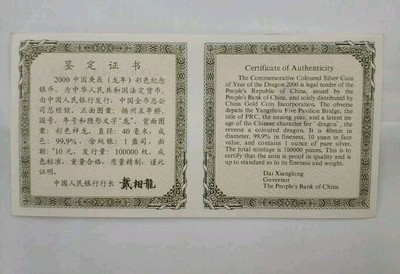 鉴定证书
2000中国庚辰(龙年)彩色纪念
银币,为中华人民共和国法定货币,
由中国人民银行发行,中国金币总公
司总经销。正面图案:扬州五亭桥、
国名、年号和隐形文字"龙"。背面图
案:彩色祥龙。直径:40毫米,成
色:99.9%,含纯银:1盎司,面
额:10元,发行量:100000枚。成
色标准,重量合格,质量精制,谨此
证明。
中国人民银行行长 戴相龙
Certificate of Authenticity
The Commemorative Coloured Silver Coin
of Year of the Dragon 2000 is legal tender of the
People's Republic of China, issued by the
People's Bank of China, and solely distributed by
China Gold Coin Incorporation. The obverse
depicts the Yangzhou Five Pavilion Bridge, the
title of PRC, the issuing year, and a latent im
age of the Chinese character for "dragon", the
reverse a coloured dragon. It is 40mm in
diameter, 99.9% in fineness, 10 yuan in face
value, and contains 1 ounce of pure silver.
The total mintage is 100000 pieces. This is to
certify that the coin is proof in quality and is
up to standard as to its fineness and weight.
Dai Xianglong
Governor
The People's Bank of China